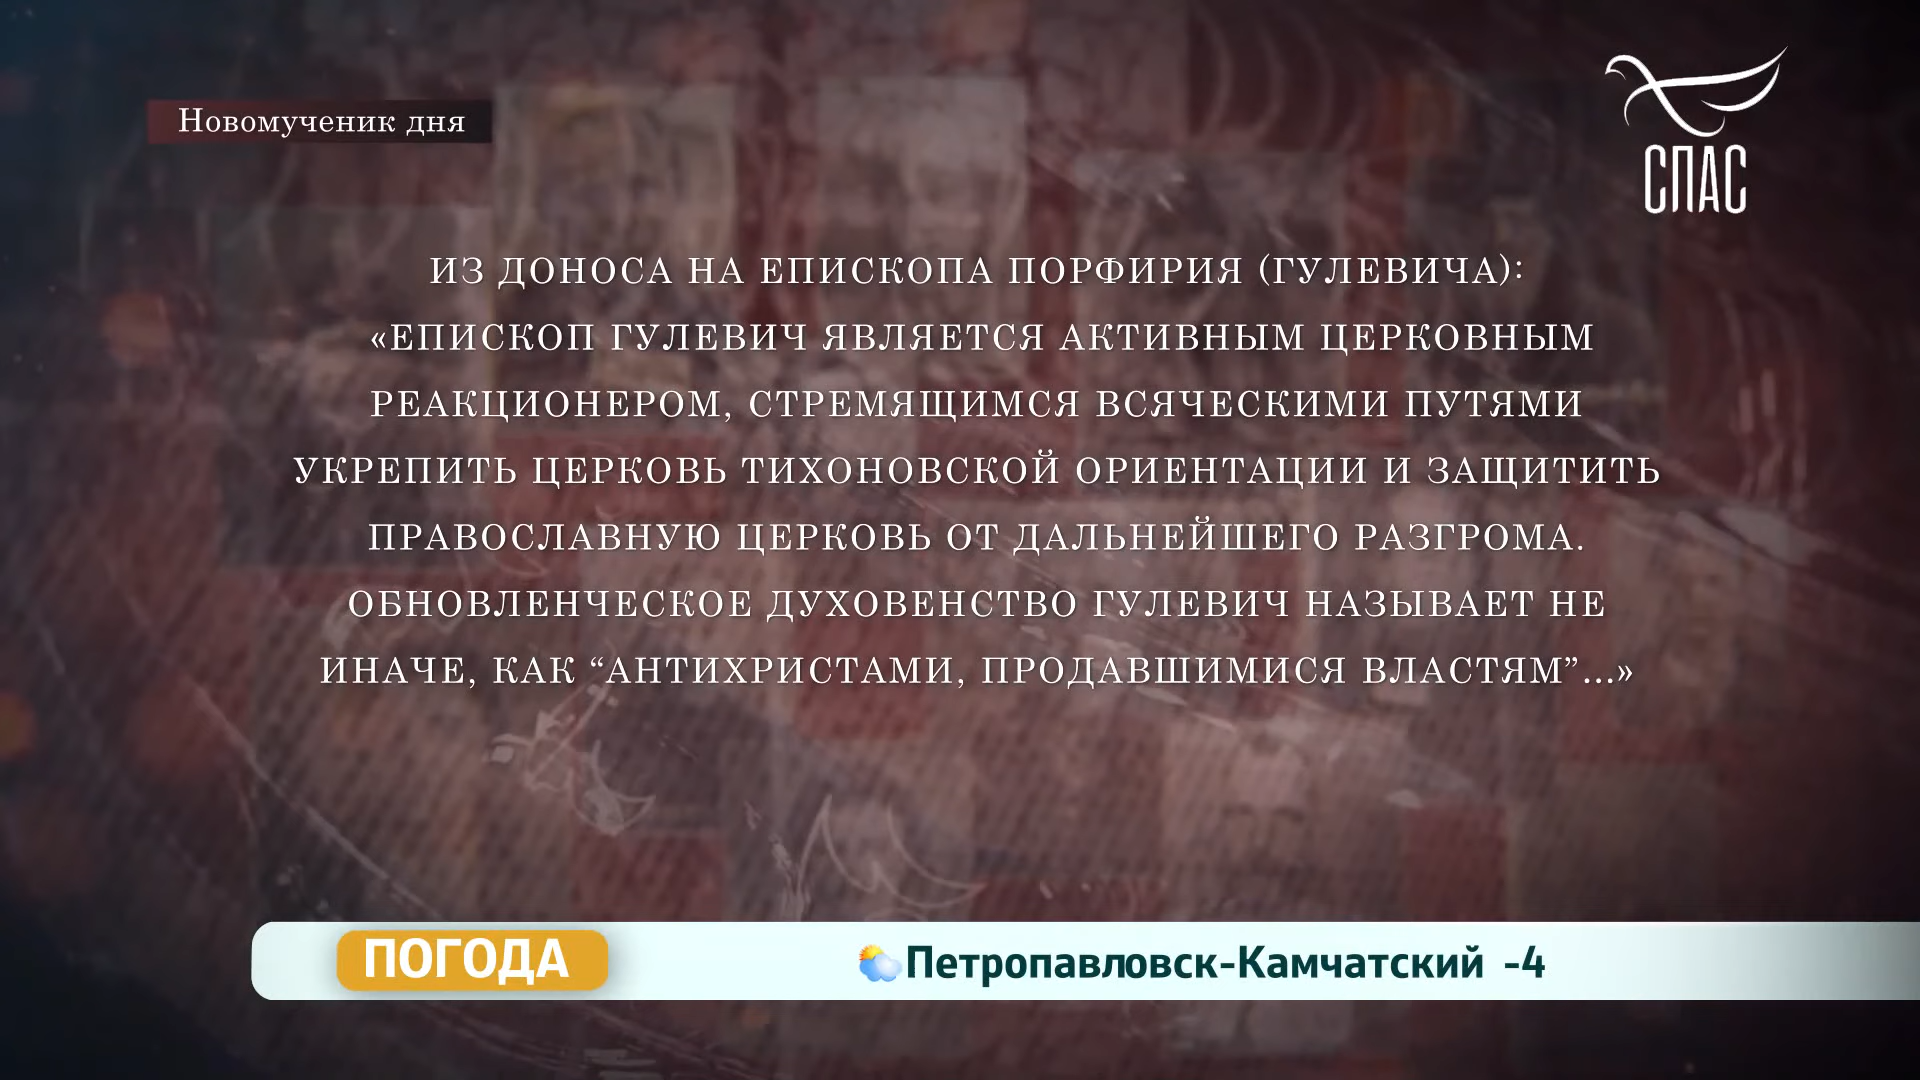 Новомученик дня
СПАС
ИЗ ДОНОСА НА ЕПИСКОПА ПОРФИРИЯ (ГУЛЕВИЧА):
«ЕПИСКОП ГУЛЕВИЧ ЯВЛЯЕТСЯ АКТИВНЫМ ЦЕРКОВНЫМ
РЕАКЦИОНЕРОМ, СТРЕМЯЩИМСЯ ВСЯЧЕСКИМИ ПУТЯМИ
УКРЕПИТЬ ЦЕРКОВЬ ТИХОНОВСКОЙ ОРИЕНТАЦИИ И ЗАЩИТИТЬ
ПРАВОСЛАВНУЮ ЦЕРКОВЬ ОТ ДАЛЬНЕЙШЕГО РАЗГРОМА.
ОБНОВЛЕНЧЕСКОЕ ДУХОВЕНСТВО ГУЛЕВИЧ НАЗЫВАЕТ НЕ
ИНАЧЕ, КАК “АНТИХРИСТАМИ, ПРОДАВШИМИСЯ ВЛАСТЯМ”...»
ПОГОДА
Петропавловск-Камчатский -4